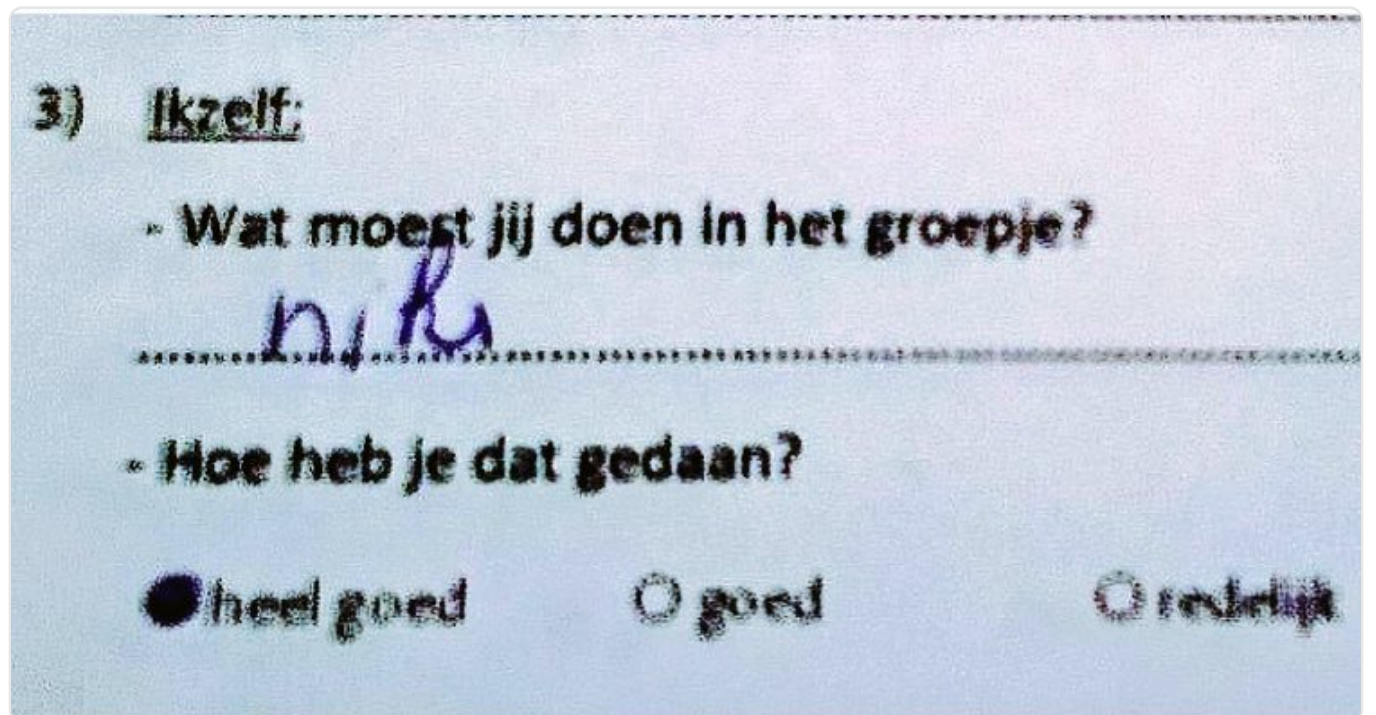 3) Ikzelf:
- Wat moest jij doen in het groepje?
niks
- Hoe heb je dat gedaan?
heel goed goed redelijk